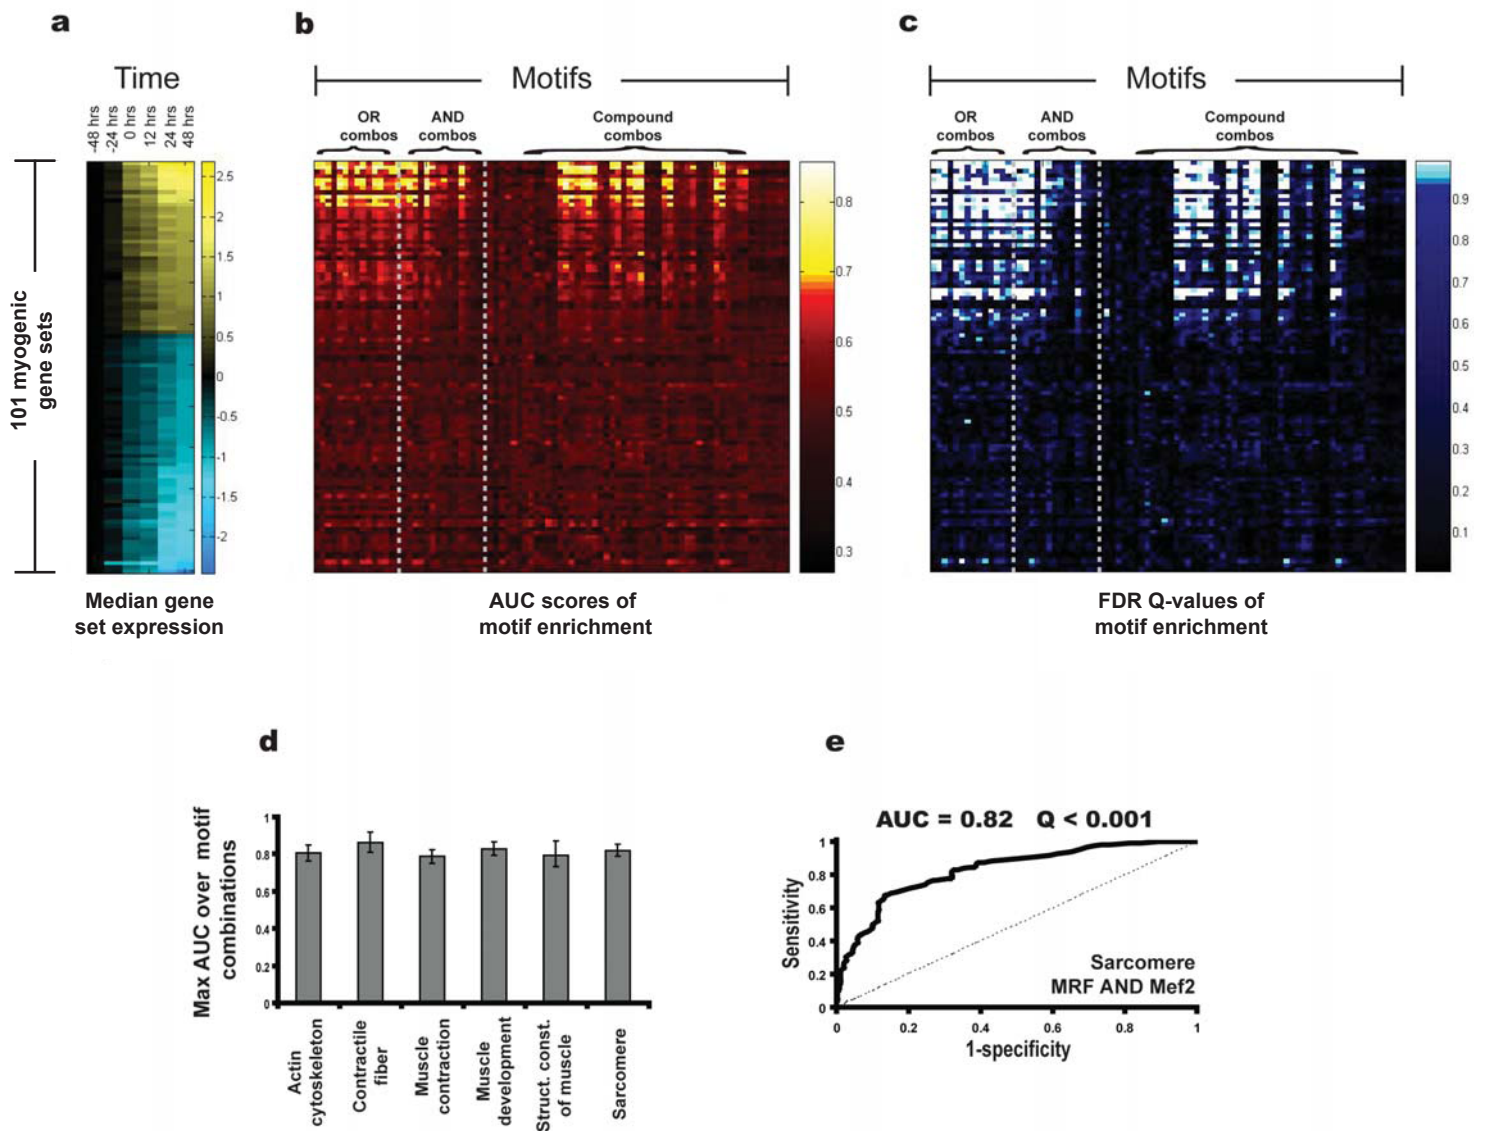 a
b
c
Time
Motifs
Motifs
-48 hrs
-24 hrs
0 hrs
12 hrs
24 hrs
48 hrs
OR
combos
AND
combos
Compound
combos
OR
combos
AND
combos
Compound
combos
101 myogenic
gene sets
2.5
2
1.5
1
0.5
0
-0.5
-1
-1.5
-2
0.8
0.7
0.6
0.5
0.4
0.3
0.9
0.8
0.7
0.6
0.5
0.4
0.3
0.2
0.1
Median gene
set expression
AUC scores of
motif enrichment
FDR Q-values of
motif enrichment
d
Max AUC over motif
combinations
1
0.8
0.6
0.4
0.2
0
Actin
cytoskeleton
Contractile
fiber
Muscle
contraction
Muscle
development
Struct. const.
of muscle
Sarcomere
e
AUC = 0.82 Q < 0.001
Sensitivity
1
0.8
0.6
0.4
0.2
0
Sarcomere
MRF AND Mef2
0
0.2
0.4
0.6
0.8
1
1-specificity